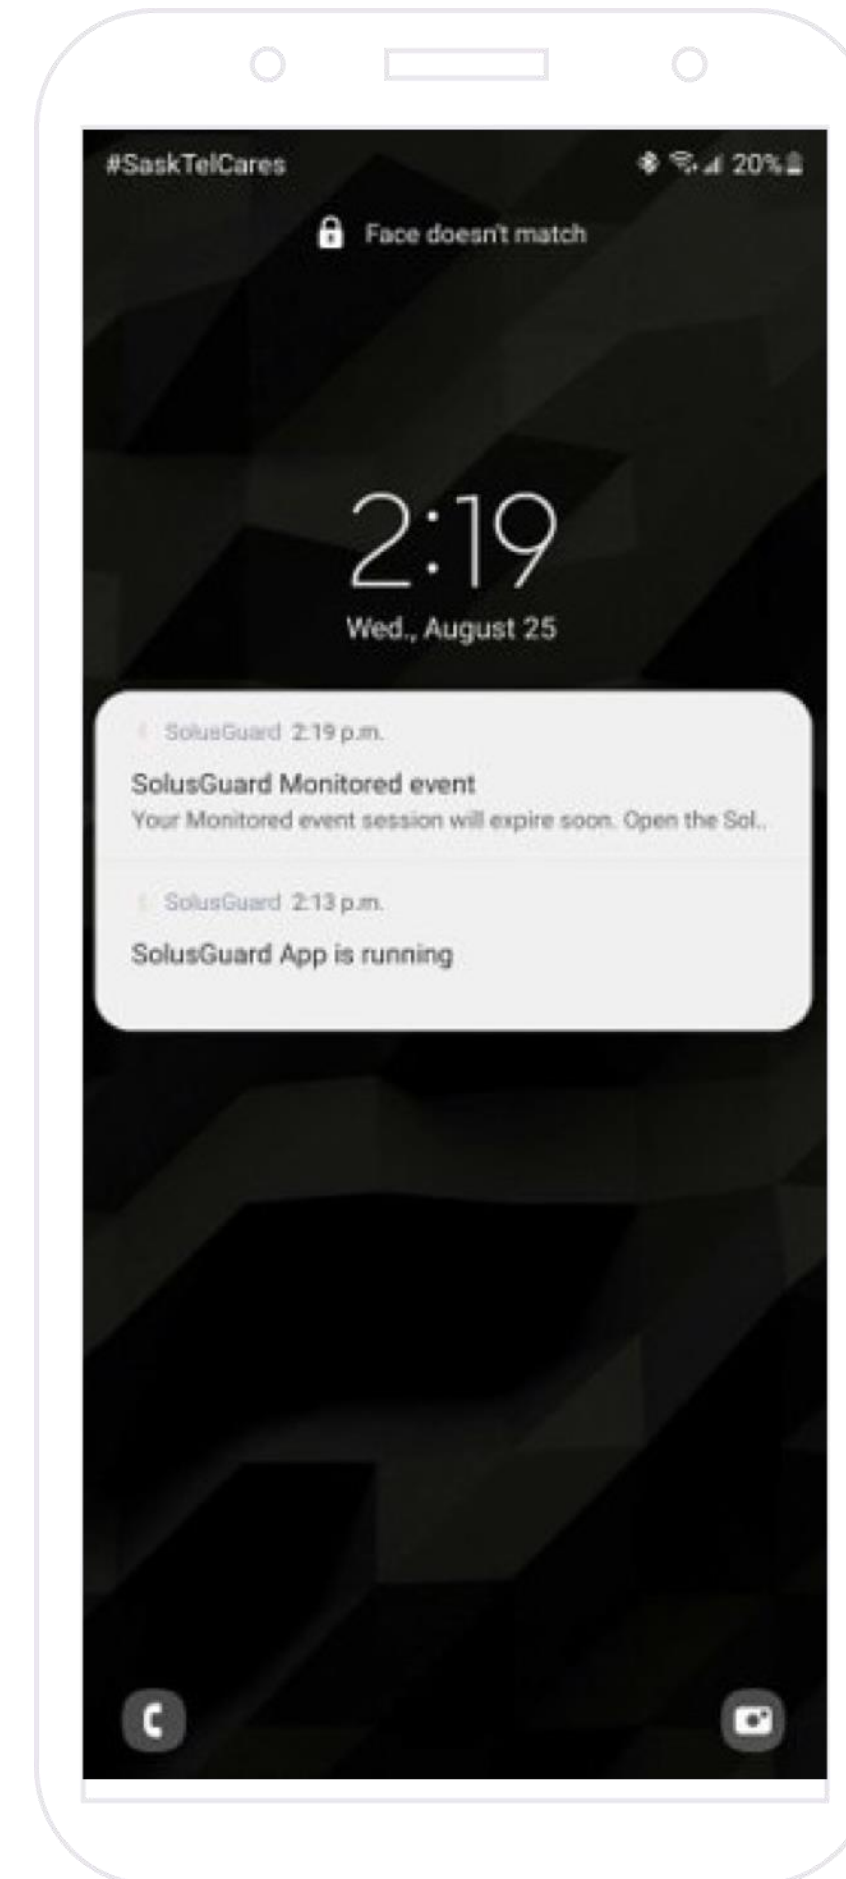 #SaskTelCares 20%
Face doesn't match
2:19
Wed., August 25
SolusGuard 2:19 p.m.
SolusGuard Monitored event
Your Monitored event session will expire soon. Open the Sol..
SolusGuard 2:13 p.m.
SolusGuard App is running